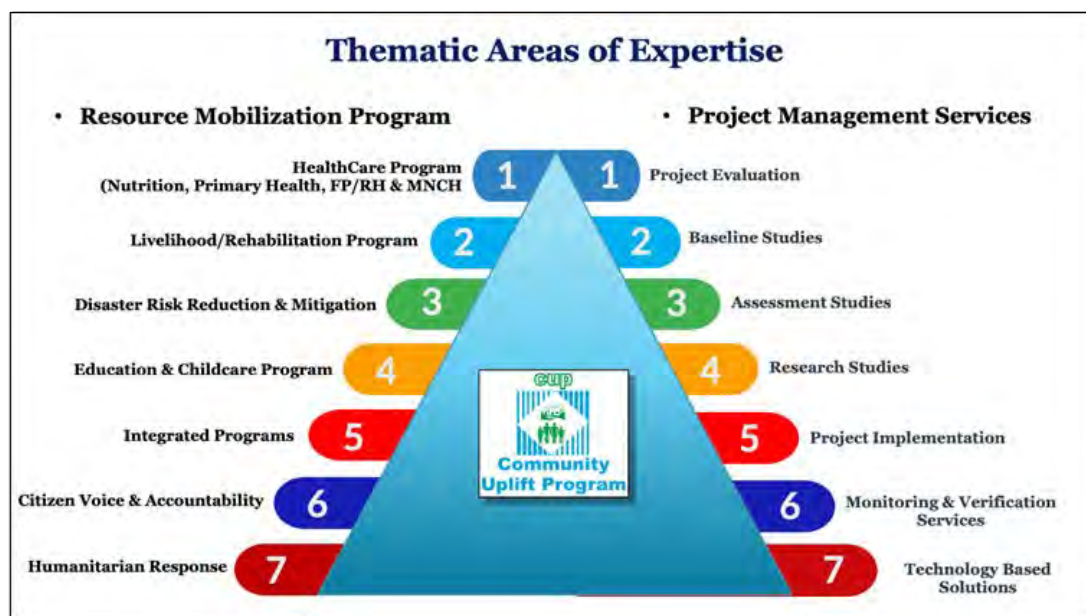 Thematic Areas of Expertise
• Resource Mobilization Program
HealthCare Program
(Nutrition, Primary Health, FP/RH & MNCH
1
Livelihood/Rehabilitation Program
2
Disaster Risk Reduction & Mitigation
3
Education & Childcare Program
4
Integrated Programs
5
Citizen Voice & Accountability
6
Humanitarian Response
7
• Project Management Services
1
Project Evaluation
2
Baseline Studies
3
Assessment Studies
4
Research Studies
5
Project Implementation
6
Monitoring & Verification
Services
7
Technology Based
Solutions
cup
Community
Uplift Program